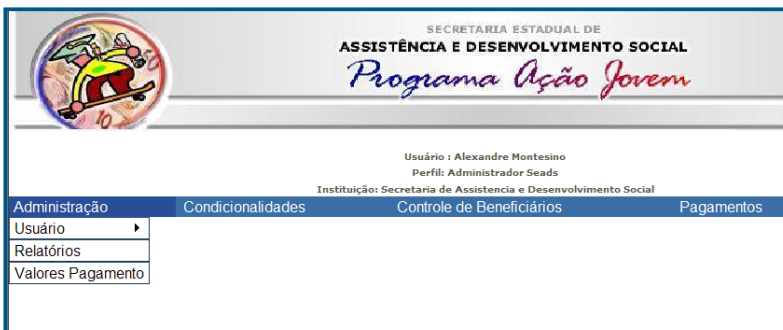 SECRETARIA ESTADUAL DE
ASSISTÊNCIA E DESENVOLVIMENTO SOCIAL
Programa Ação Jovem
10
Usuário : Alexandre Montesino
Perfil: Administrador Seads
Instituição: Secretaria de Assistencia e Desenvolvimento Social
Administração Condicionalidades Controle de Beneficiários Pagamentos
Usuário
Relatórios
Valores Pagamento